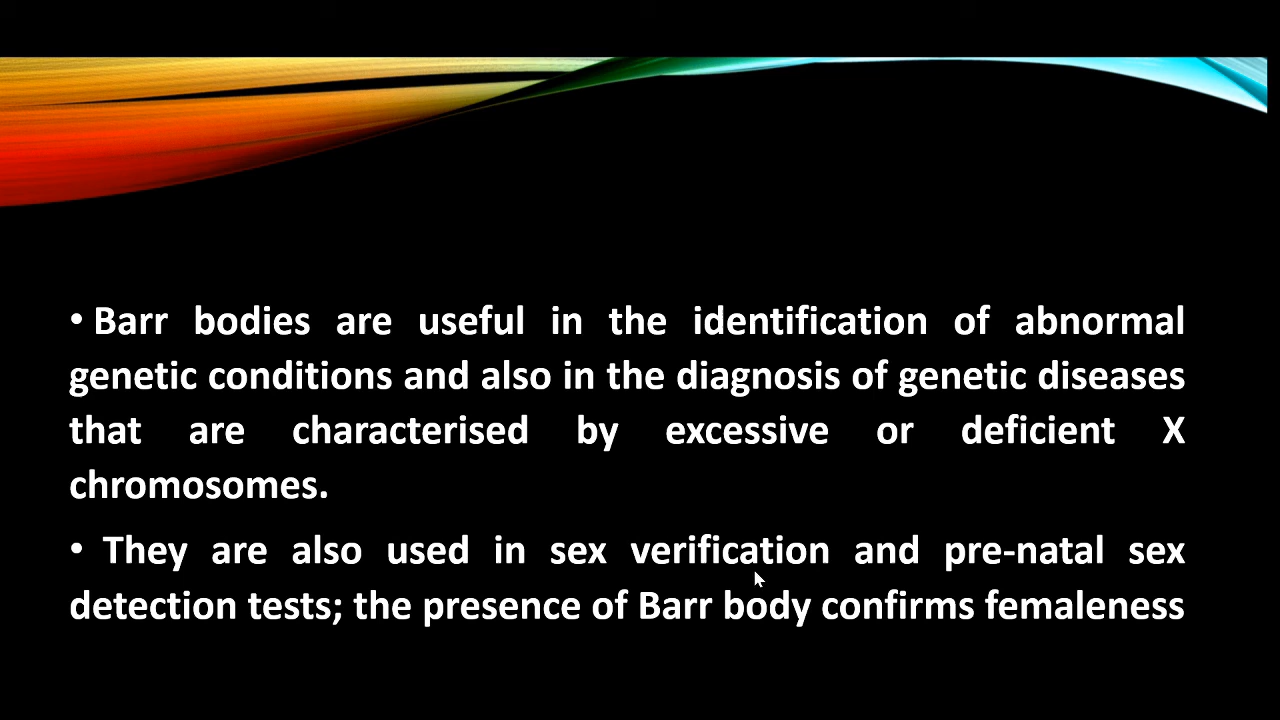 • Barr bodies are useful in the identification of abnormal
genetic conditions and also in the diagnosis of genetic diseases
that are characterised by excessive or deficient X
chromosomes.
• They are also used in sex verification and pre-natal sex
detection tests; the presence of Barr body confirms femaleness